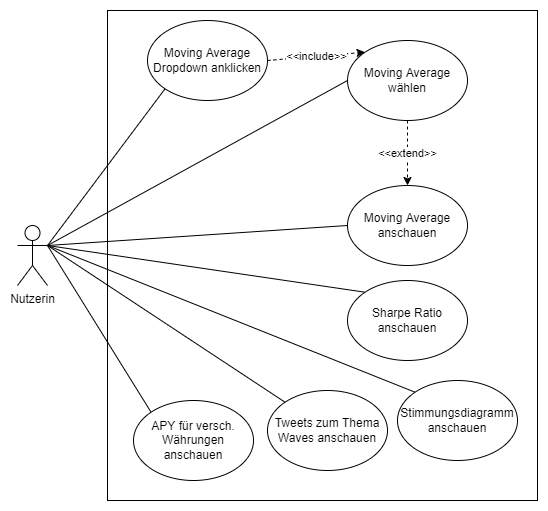 Moving Average
Dropdown anklicken
<<include>>
Moving Average
wählen
<<extend>>
Moving Average
anschauen
Nutzerin
Sharpe Ratio
anschauen
Stimmungsdiagramm
anschauen
Tweets zum Thema
Waves anschauen
APY für versch.
Währungen
anschauen